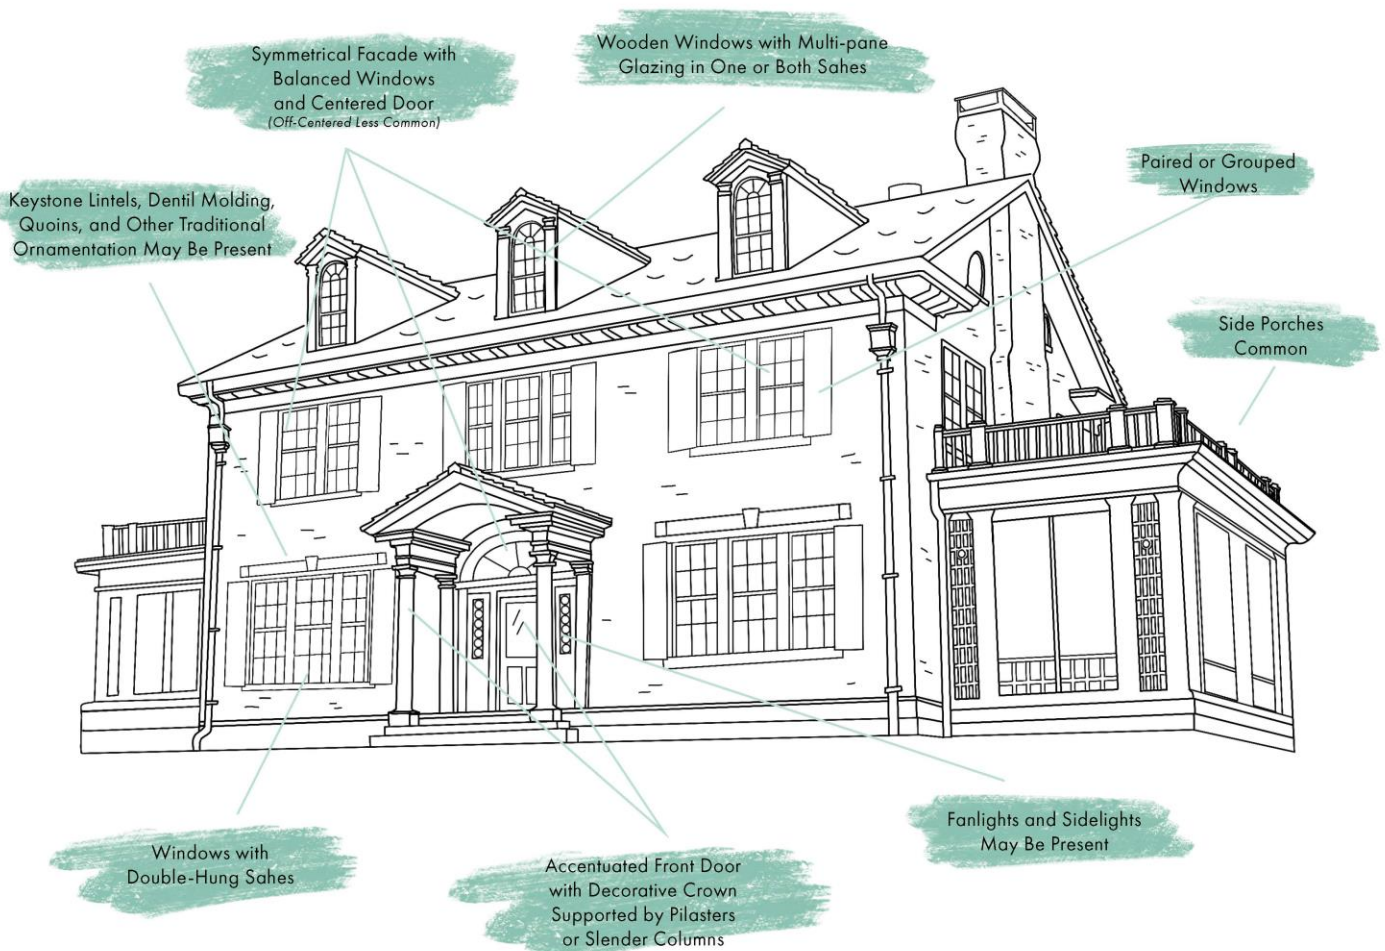 Symmetrical Facade with
Balanced Windows
and Centered Door
(Off-Centered Less Common)
Wooden Windows with Multi-pane
Glazing in One or Both Sahes
Paired or Grouped
Windows
Keystone Lintels, Dentil Molding,
Quoins, and Other Traditional
Ornamentation May Be Present
Side Porches
Common
Windows with
Double-Hung Sahes
Accentuated Front Door
with Decorative Crown
Supported by Pilasters
or Slender Columns
Fanlights and Sidelights
May Be Present